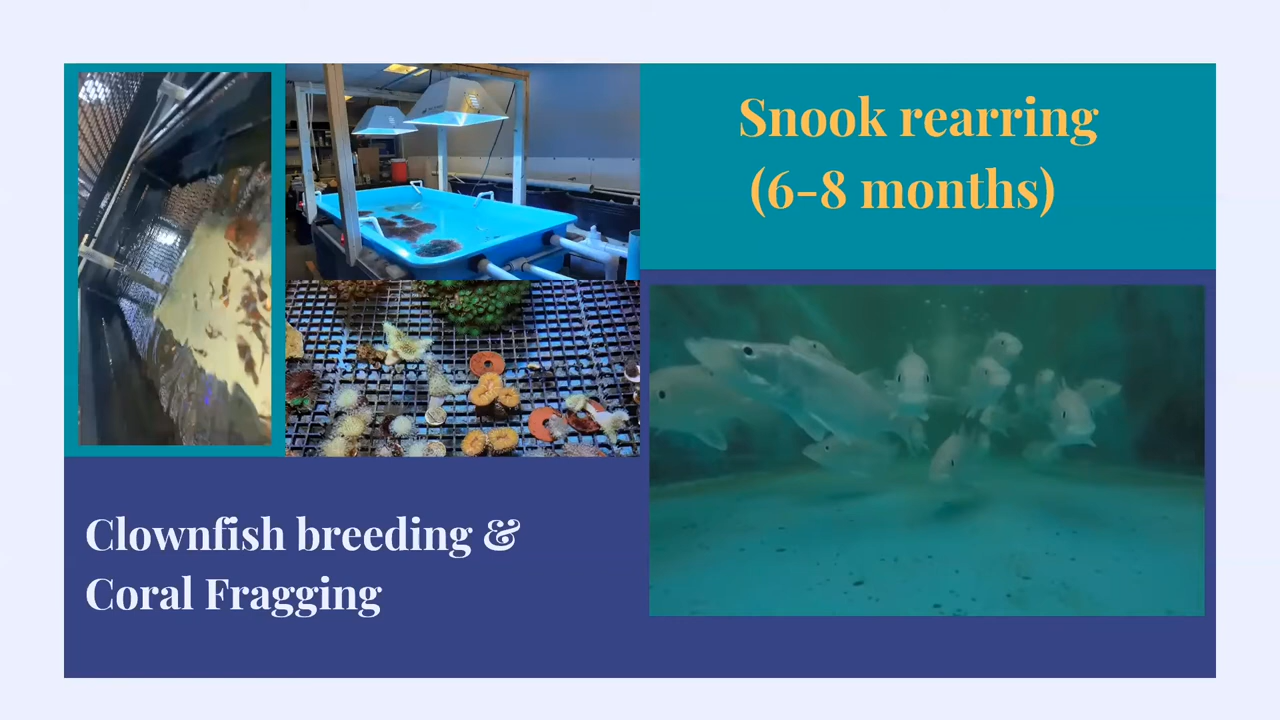 Snook rearring
(6-8 months)
Clownfish breeding &
Coral Fragging